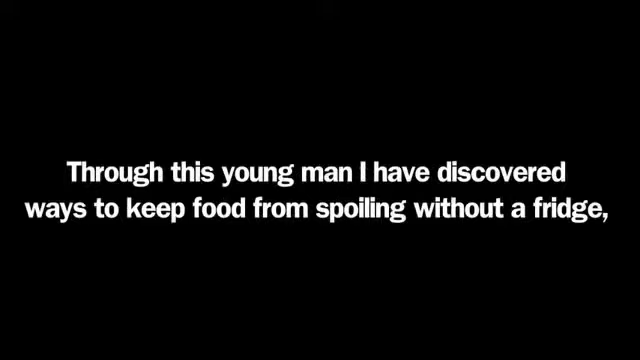 Through this young man I have discovered
ways to keep food from spoiling without a fridge,